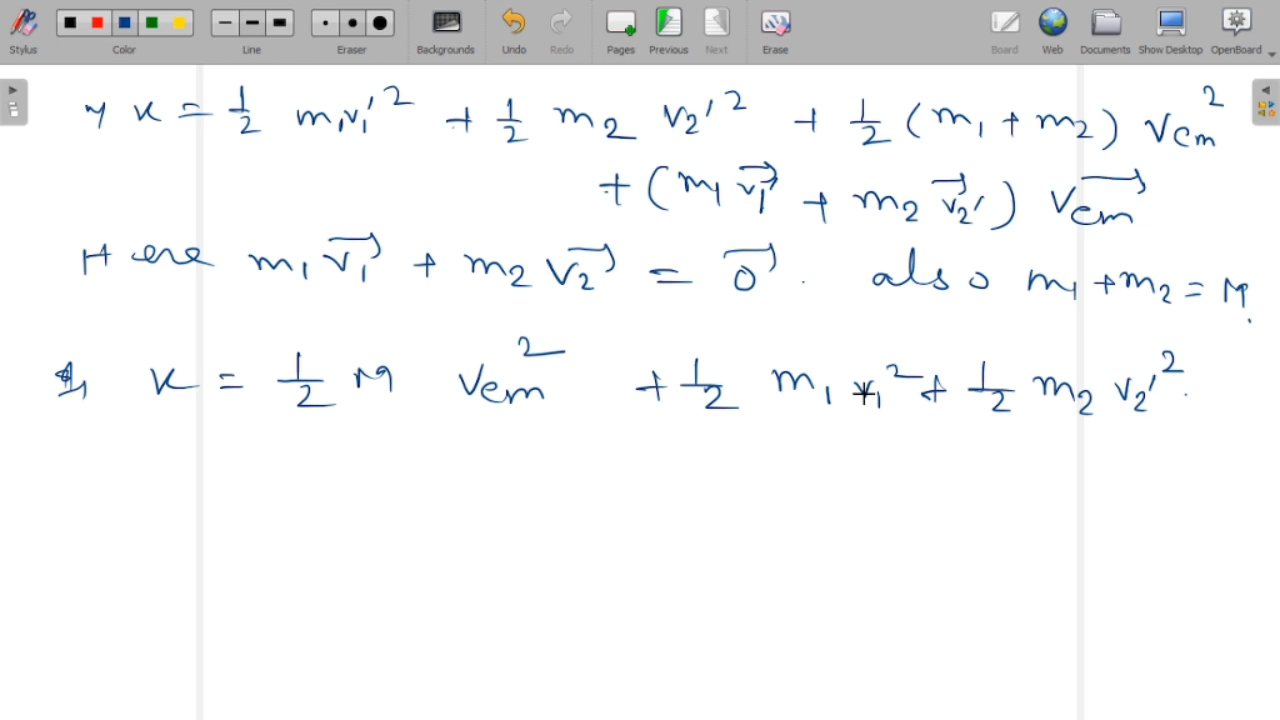 Stylus Color Line Eraser Backgrounds Undo Redo Pages Previous Next Erase Board Web Documents Show Desktop OpenBoard
K = 1/2 m₁v₁'² + 1/2 m₂ v₂'² + 1/2 (m₁ + m₂) Vcm²
+ (m₁ v₁'→ + m₂ v₂'→) Vcm→
Here m₁ v₁→ + m₂ v₂→ = 0→ . also m₁ + m₂ = M.
K = 1/2 M Vcm² + 1/2 m₁ v₁² + 1/2 m₂ v₂'² .